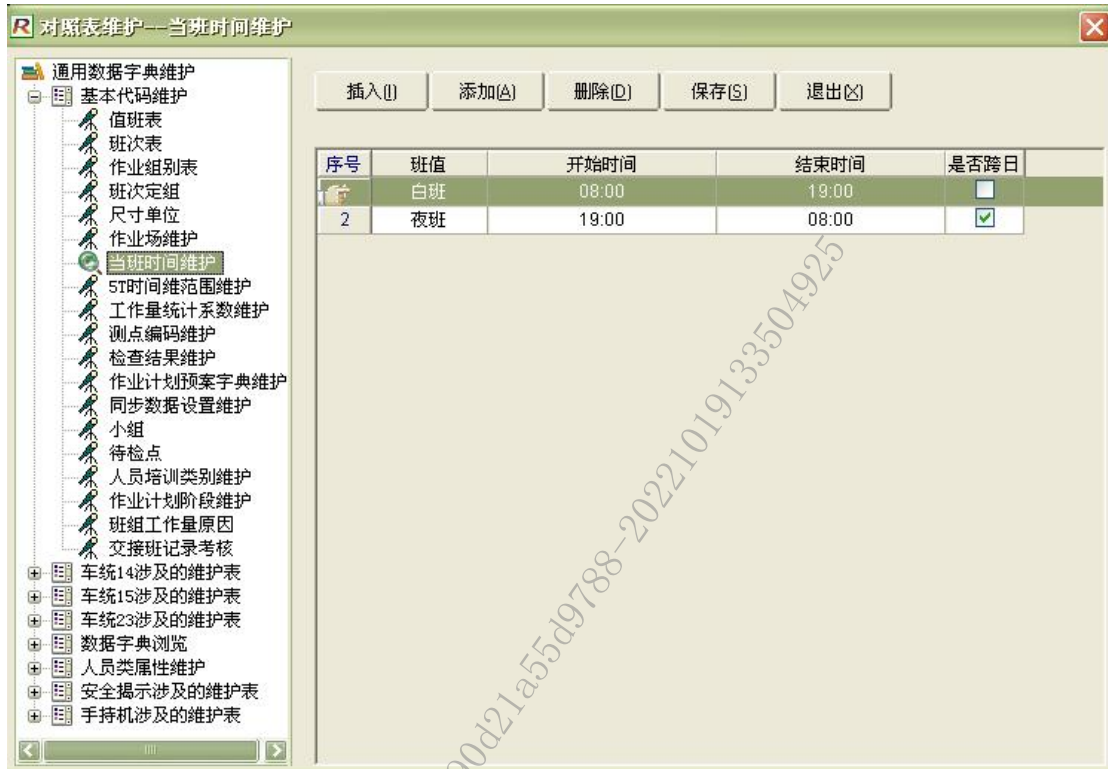 对照表维护--当班时间维护
通用数据字典维护
基本代码维护
值班表
班次表
作业组别表
班次定组
尺寸单位
作业场维护
当班时间维护
5T时间维范围维护
工作量统计系数维护
测点编码维护
检查结果维护
作业计划预案字典维护
同步数据设置维护
小组
待检点
人员培训类别维护
作业计划阶段维护
班组工作量原因
交接班记录考核
车统14涉及的维护表
车统15涉及的维护表
车统23涉及的维护表
数据字典浏览
人员类属性维护
安全揭示涉及的维护表
手持机涉及的维护表
插入(I) 添加(A) 删除(D) 保存(S) 退出(X)
序号 班值 开始时间 结束时间 是否跨日
白班 08:00 19:00
2 夜班 19:00 08:00
90d21a55d9788-20221019133504925